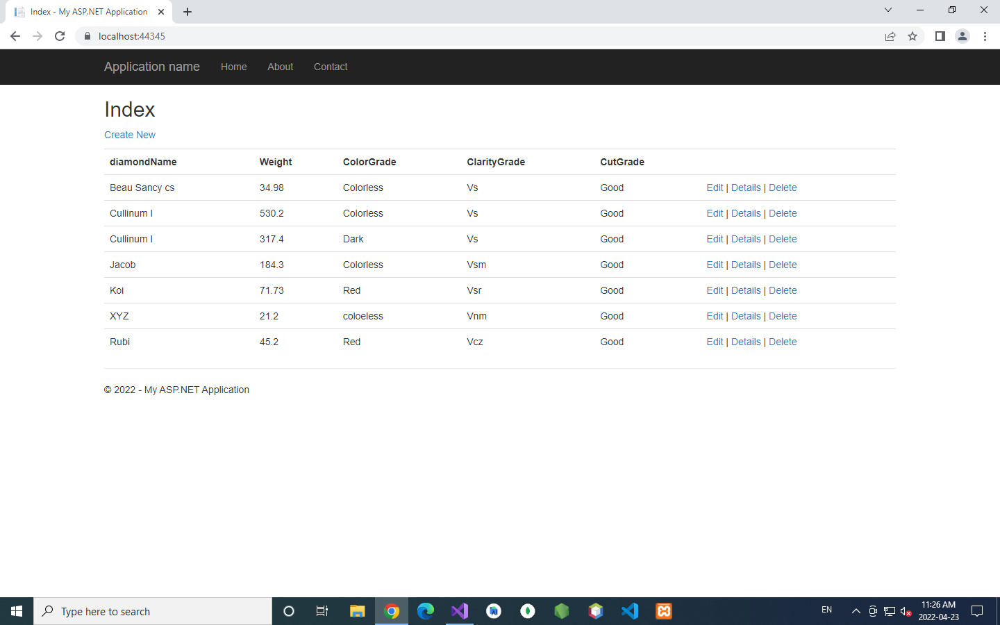 Index - My ASP.NET Application
localhost:44345
Application name Home About Contact
Index
Create New
diamondName Weight ColorGrade ClarityGrade CutGrade
Beau Sancy cs 34.98 Colorless Vs Good Edit | Details | Delete
Cullinum I 530.2 Colorless Vs Good Edit | Details | Delete
Cullinum I 317.4 Dark Vs Good Edit | Details | Delete
Jacob 184.3 Colorless Vsm Good Edit | Details | Delete
Koi 71.73 Red Vsr Good Edit | Details | Delete
XYZ 21.2 coloeless Vnm Good Edit | Details | Delete
Rubi 45.2 Red Vcz Good Edit | Details | Delete
© 2022 - My ASP.NET Application
Type here to search
EN
11:26 AM
2022-04-23